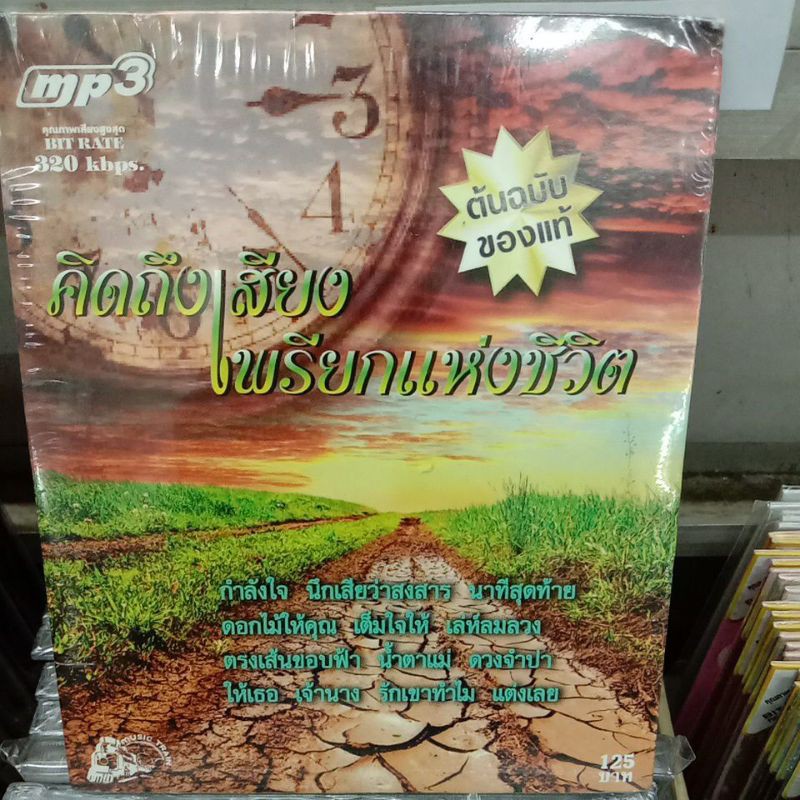 mp3
คุณภาพเสียงสูงสุด
BIT RATE
320 kbps.
3
4
6
ต้นฉบับ
ของแท้
คิดถึงเสียง
เพรียกแห่งชีวิต
กำลังใจ นึกเสียว่าสงสาร นาทีสุดท้าย
ดอกไม้ให้คุณ เต็มใจให้ เล่ห์ลมลวง
ตรงเส้นขอบฟ้า น้ำตาแม่ ดวงจำปา
ให้เธอ เจ้านาง รักเขาทำไม แต่งเลย
MUSIC TRAIN
125
บาท